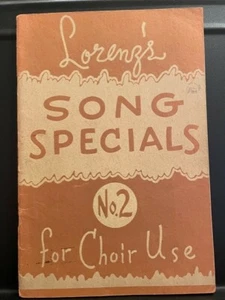 Lorenz's
SONG
SPECIALS
No.2
for Choir Use